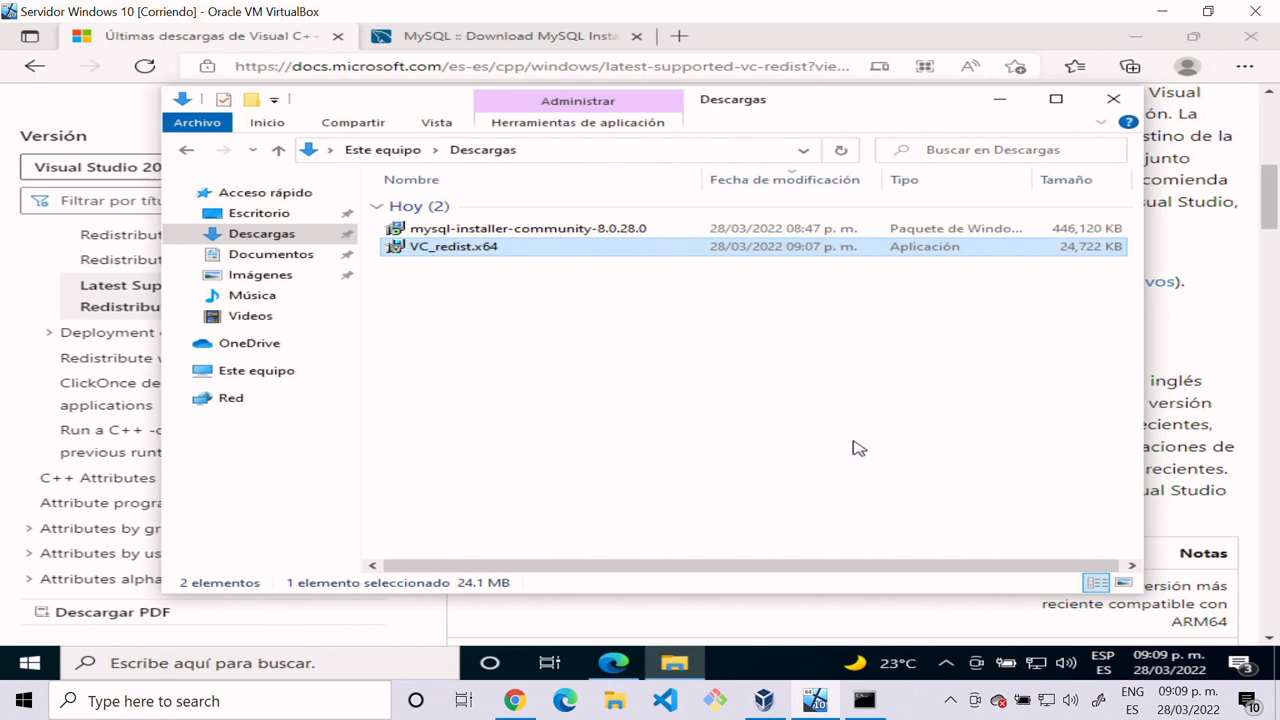 Servidor Windows 10 [Corriendo] - Oracle VM VirtualBox
Últimas descargas de Visual C++
MySQL :: Download MySQL Insta
https://docs.microsoft.com/es-es/cpp/windows/latest-supported-vc-redist?vie...
Versión
Visual Studio 20
Filtrar por títu
Redistribut
Redistribute
Latest Sup
Redistribu
Deployment
Redistribute v
ClickOnce de
applications
Run a C++ -c
previous runt
C++ Attributes
Attribute progra
Attributes by gr
Attributes by us
Attributes alpha
Descargar PDF
Administrar
Descargas
Archivo
Inicio
Compartir
Vista
Herramientas de aplicación
Este equipo
Descargas
Buscar en Descargas
Acceso rápido
Escritorio
Descargas
Documentos
Imágenes
Música
Videos
OneDrive
Este equipo
Red
Nombre Fecha de modificación Tipo Tamaño
Hoy (2)
mysql-installer-community-8.0.28.0 28/03/2022 08:47 p. m. Paquete de Windo... 446,120 KB
VC_redist.x64 28/03/2022 09:07 p. m. Aplicación 24,722 KB
2 elementos 1 elemento seleccionado 24.1 MB
Visual
ón. La
stino de la
junto
comienda
Studio,
vos).
inglés
versión
ecientes,
aciones de
recientes.
ual Studio
Notas
ersión más
reciente compatible con
ARM64
Escribe aquí para buscar.
23°C
ESP
ES
09:09 p. m.
28/03/2022
3
Type here to search
10
ENG
ES
09:09 p. m.
28/03/2022
10